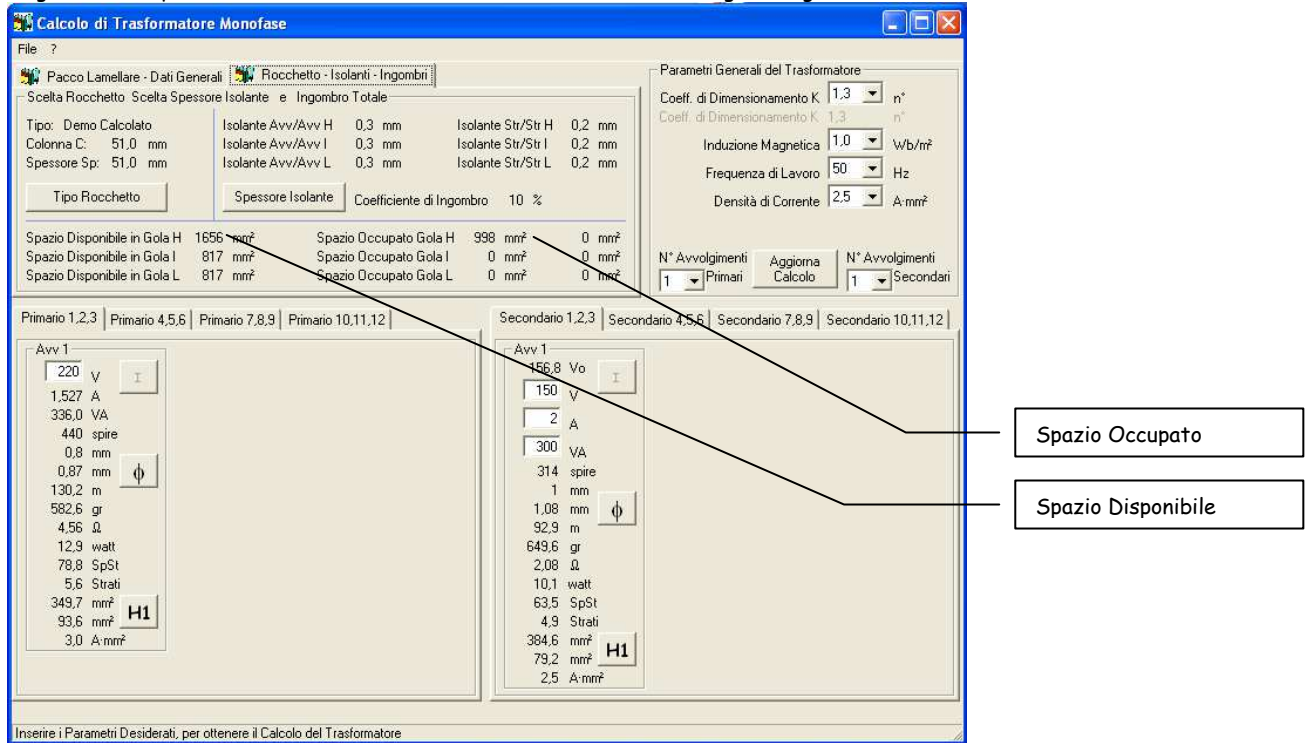 Calcolo di Trasformatore Monofase
File ?
Pacco Lamellare - Dati Generali Rocchetto - Isolanti - Ingombri
Scelta Rocchetto Scelta Spessore Isolante e Ingombro Totale
Tipo: Demo Calcolato Isolante Avv/Avv H 0,3 mm Isolante Str/Str H 0,2 mm
Colonna C: 51,0 mm Isolante Avv/Avv I 0,3 mm Isolante Str/Str I 0,2 mm
Spessore Sp: 51,0 mm Isolante Avv/Avv L 0,3 mm Isolante Str/Str L 0,2 mm
Tipo Rocchetto Spessore Isolante Coefficiente di Ingombro 10 %
Spazio Disponibile in Gola H 1656 mm² Spazio Occupato Gola H 998 mm² 0 mm²
Spazio Disponibile in Gola I 817 mm² Spazio Occupato Gola I 0 mm² 0 mm²
Spazio Disponibile in Gola L 817 mm² Spazio Occupato Gola L 0 mm² 0 mm²
Parametri Generali del Trasformatore
Coeff. di Dimensionamento K 1,3 n°
Coeff. di Dimensionamento K 1,3 n°
Induzione Magnetica 1,0 Wb/m²
Frequenza di Lavoro 50 Hz
Densità di Corrente 2,5 A·mm²
N° Avvolgimenti Aggiorna N° Avvolgimenti
1 Primari Calcolo 1 Secondari
Primario 1,2,3 Primario 4,5,6 Primario 7,8,9 Primario 10,11,12
Avv 1
220 V I
1,527 A
336,0 VA
440 spire
0,8 mm
0,87 mm ϕ
130,2 m
582,6 gr
4,56 Ω
12,9 watt
78,8 SpSt
5,6 Strati
349,7 mm²
93,6 mm² H1
3,0 A·mm²
Secondario 1,2,3 Secondario 4,5,6 Secondario 7,8,9 Secondario 10,11,12
Avv 1
156,8 Vo I
150 V
2 A
300 VA
314 spire
1 mm
1,08 mm ϕ
92,9 m
649,6 gr
2,08 Ω
10,1 watt
63,5 SpSt
4,9 Strati
384,6 mm²
79,2 mm² H1
2,5 A·mm²
Spazio Occupato
Spazio Disponibile
Inserire i Parametri Desiderati, per ottenere il Calcolo del Trasformatore